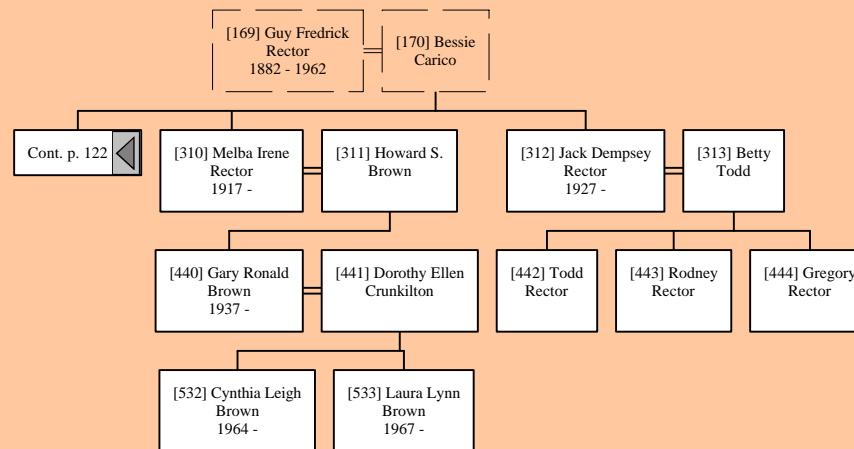 [169] Guy Fredrick
Rector
1882 - 1962
[170] Bessie
Carico
Cont. p. 122
[310] Melba Irene
Rector
1917 -
[311] Howard S.
Brown
[312] Jack Dempsey
Rector
1927 -
[313] Betty
Todd
[440] Gary Ronald
Brown
1937 -
[441] Dorothy Ellen
Crunkilton
[442] Todd
Rector
[443] Rodney
Rector
[444] Gregory
Rector
[532] Cynthia Leigh
Brown
1964 -
[533] Laura Lynn
Brown
1967 -